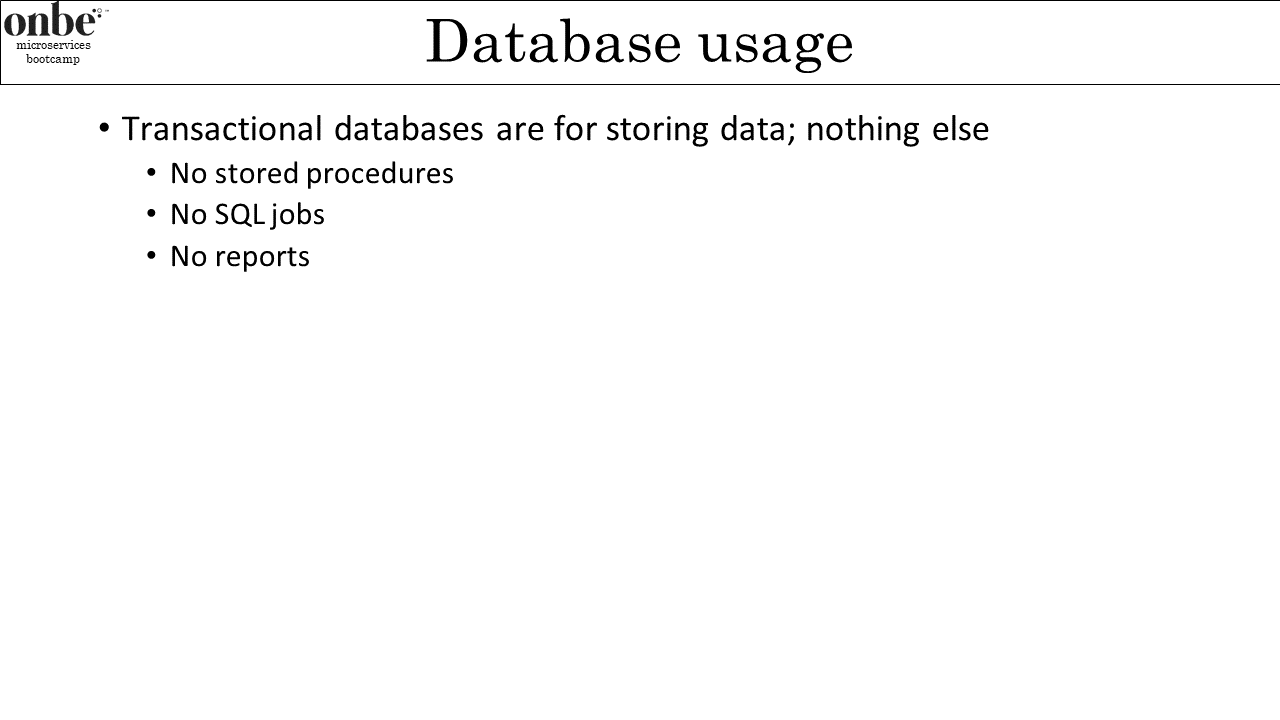 onbe
microservices
bootcamp
Database usage
• Transactional databases are for storing data; nothing else
• No stored procedures
• No SQL jobs
• No reports